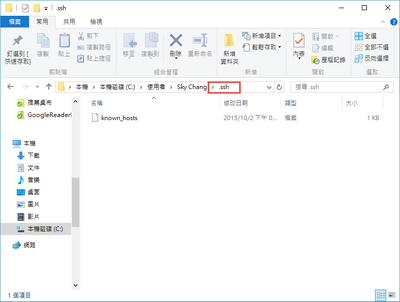 .ssh
檔案
常用
共用
檢視
釘選到 [
快速存取]
複製
貼上
剪下
複製路徑
貼上捷徑
移至
複製到
刪除
重新命名
新增
資料夾
新增項目
輕鬆存取
內容
開啟
編輯
歷程記錄
全選
全部不選
反向選擇
剪貼簿
組合管理
新增
開啟
選取
本機 > 本機磁碟 (C:) > 使用者 > Sky Chang > .ssh
搜尋 .ssh
名稱
修改日期
類型
大小
known_hosts
2015/10/2 下午 0...
檔案
1 KB
推薦桌布
GoogleReaderI
本機
下載
文件
音樂
桌面
圖片
影片
本機磁碟 (C:)
網路
1 個項目